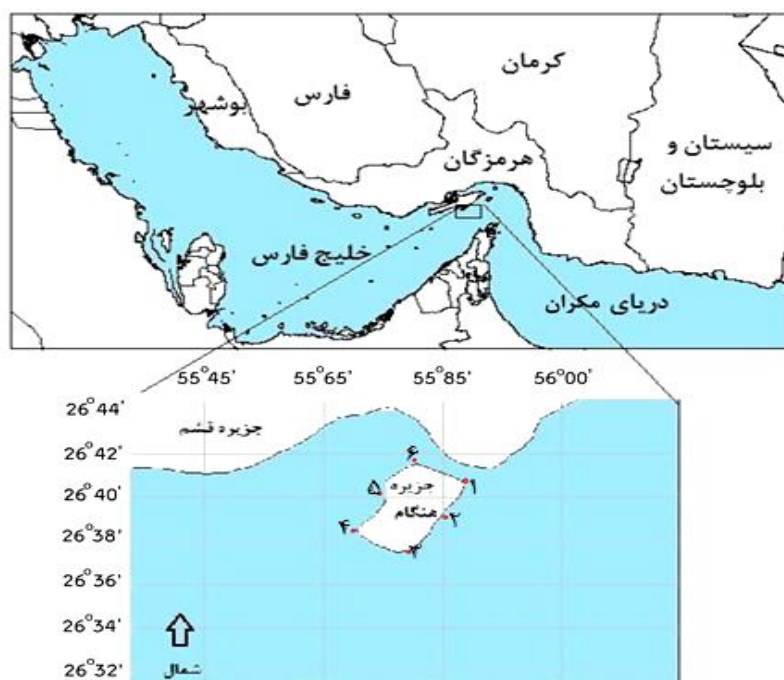 کرمان
فارس
بوشهر
سیستان و
بلوچستان
هرمزگان
خلیج فارس
دریای مکران
55°45' 55°65' 55°85' 56°00'
26°44'
جزیره قشم
26°42'
۶
۱
جزیره
۵
26°40'
هنگام
۲
26°38'
۴
۳
26°36'
26°34'
شمال
26°32'